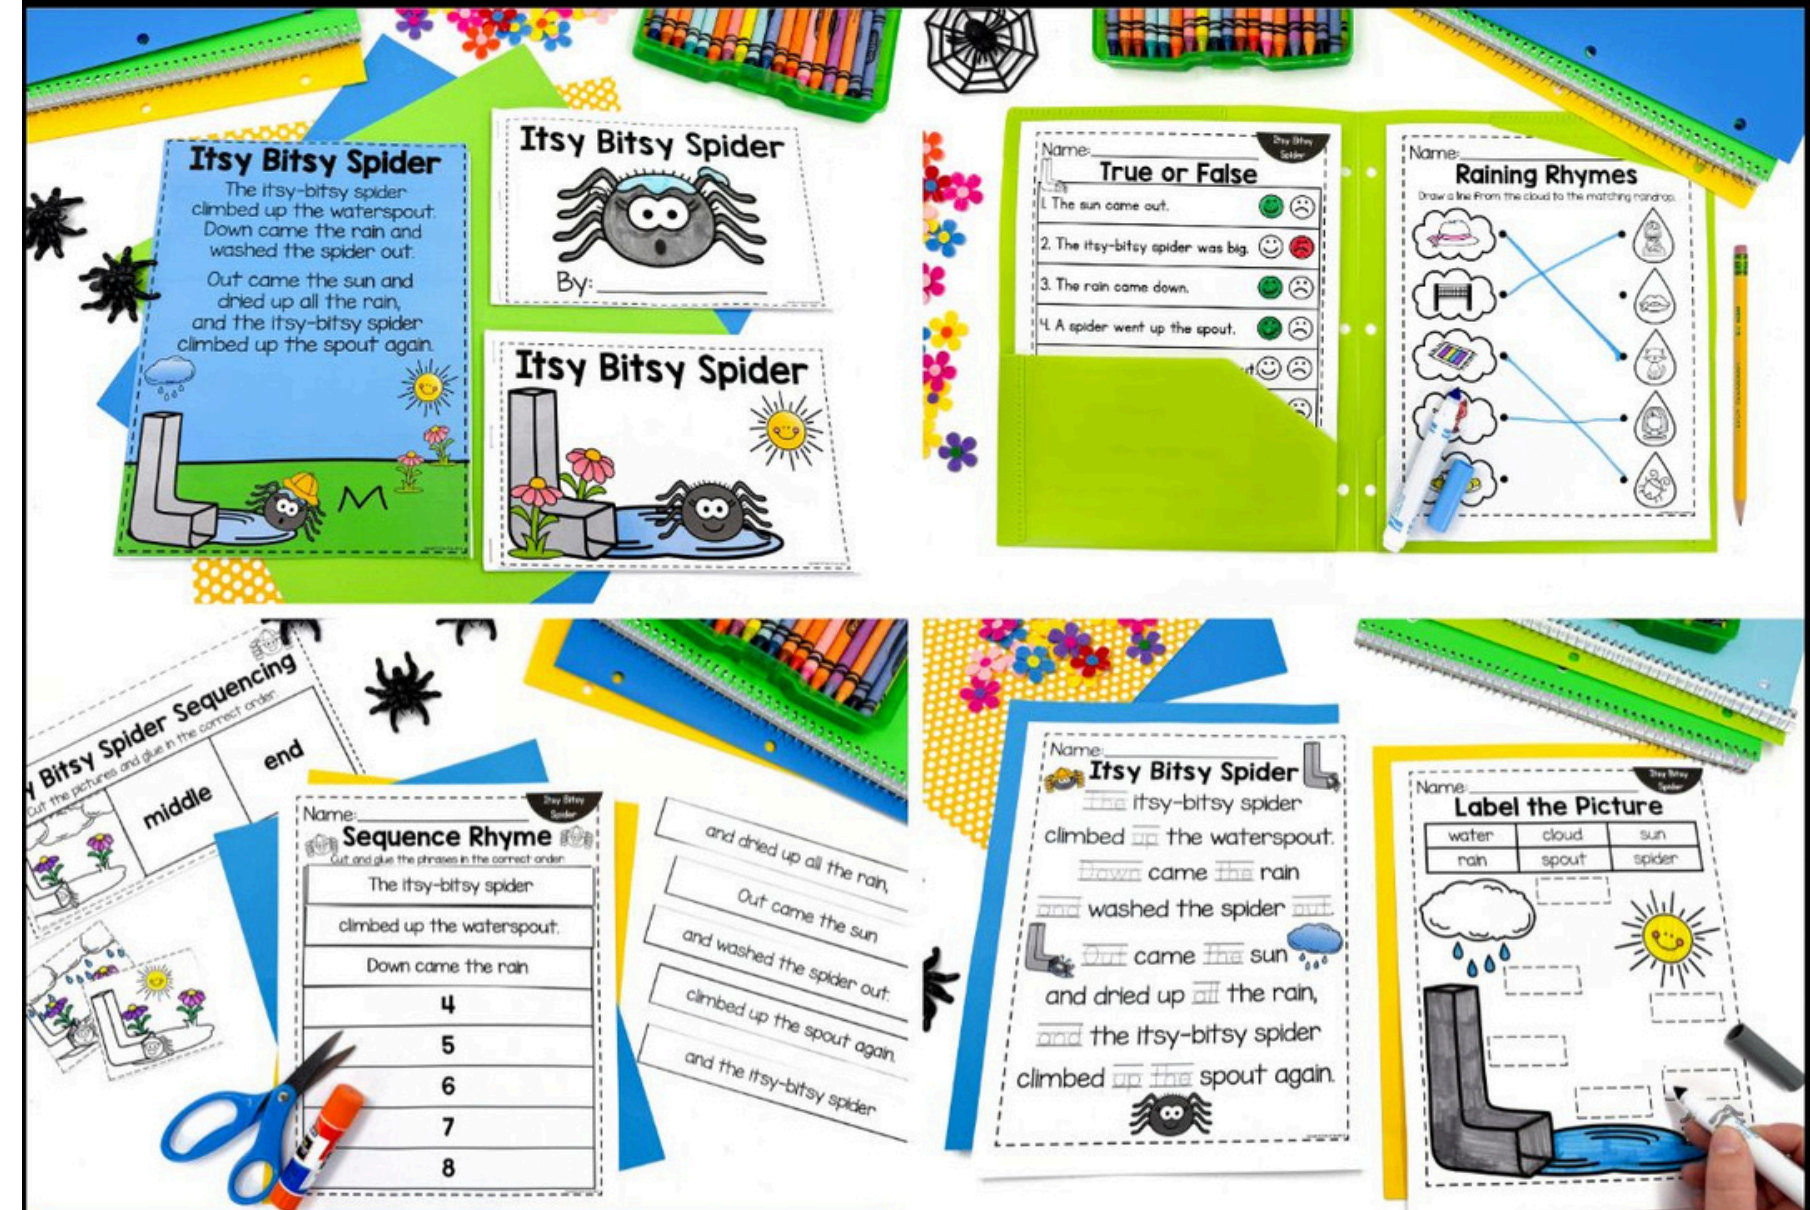 Itsy Bitsy Spider
The itsy-bitsy spider
climbed up the waterspout.
Down came the rain and
washed the spider out.
Out came the sun and
dried up all the rain,
and the itsy-bitsy spider
climbed up the spout again.
M
Itsy Bitsy Spider
By:
Itsy Bitsy Spider
Name:
Itsy Bitsy
Spider
True or False
1. The sun came out.
2. The itsy-bitsy spider was big.
3. The rain came down.
4. A spider went up the spout.
Name:
Raining Rhymes
Draw a line from the cloud to the matching raindrop.
y Bitsy Spider Sequencing
Cut the pictures and glue in the correct order.
middle
end
Name:
Itsy Bitsy
Spider
Sequence Rhyme
Cut and glue the phrases in the correct order.
The itsy-bitsy spider
climbed up the waterspout.
Down came the rain
4
5
6
7
8
and dried up all the rain,
Out came the sun
and washed the spider out.
climbed up the spout again.
and the itsy-bitsy spider
Name:
Itsy Bitsy Spider
The itsy-bitsy spider
climbed up the waterspout.
Down came the rain
and washed the spider out.
Out came the sun
and dried up all the rain,
and the itsy-bitsy spider
climbed up the spout again.
Name:
Itsy Bitsy
Spider
Label the Picture
water cloud sun
rain spout spider